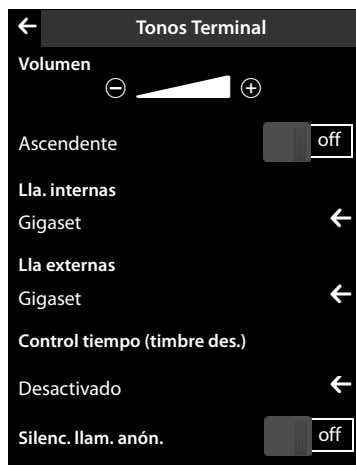 Tonos Terminal
Volumen
Ascendente off
Lla. internas
Gigaset
Lla externas
Gigaset
Control tiempo (timbre des.)
Desactivado
Silenc. llam. anón. off